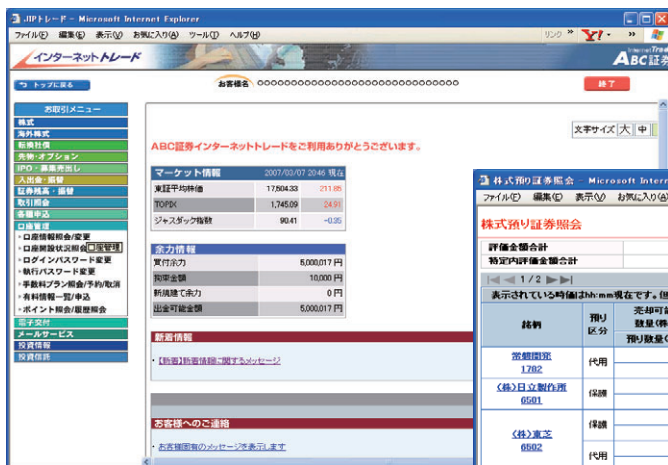 JIPトレード - Microsoft Internet Explorer
ファイル(F) 編集(E) 表示(V) お気に入り(A) ツール(T) ヘルプ(H)
リンク » Y! »
インターネットトレード
ABC証券
トップに戻る
お客様名 ○○○○○○○○○○○○○○○○○○○○○○○○○○○○○○
終了
お取引メニュー
株式
海外株式
転換社債
先物・オプション
IPO・募集売出し
入出金・振替
証券残高・振替
取引照会
各種申込
口座管理
・口座情報照会/変更
・口座開設状況照会
口座管理
・ログインパスワード変更
・執行パスワード変更
・手数料プラン照会/予約/取消
・有料情報一覧/申込
・ポイント照会/履歴照会
電子交付
メールサービス
投資情報
投資信託
文字サイズ 大 中
ABC証券インターネットトレードをご利用ありがとうございます。
マーケット情報 2007/03/07 20:46 現在
東証平均株価 17,604.33 211.85
TOPIX 1,745.09 24.91
ジャスダック指数 90.41 -0.35
余力情報
買付余力 5,000,017 円
拘束金額 10,000 円
新規建て余力 0 円
出金可能金額 5,000,017 円
新着情報
・【新着】新着情報に関するメッセージ
お客様へのご連絡
・お客様固有のメッセージを表示します
株式預り証券照会 - Microsoft Intern
ファイル(F) 編集(E) 表示(V) お気に入り(A)
株式預り証券照会
評価金額合計
特定内評価金額合計
1 / 2
表示されている時価はhh:mm現在です。但
銘柄
預り区分
売却可能
数量(株
預り数量(
常磐開発
1782
代用
(株)日立製作所
6501
保護
(株)東芝
6502
保護
代用